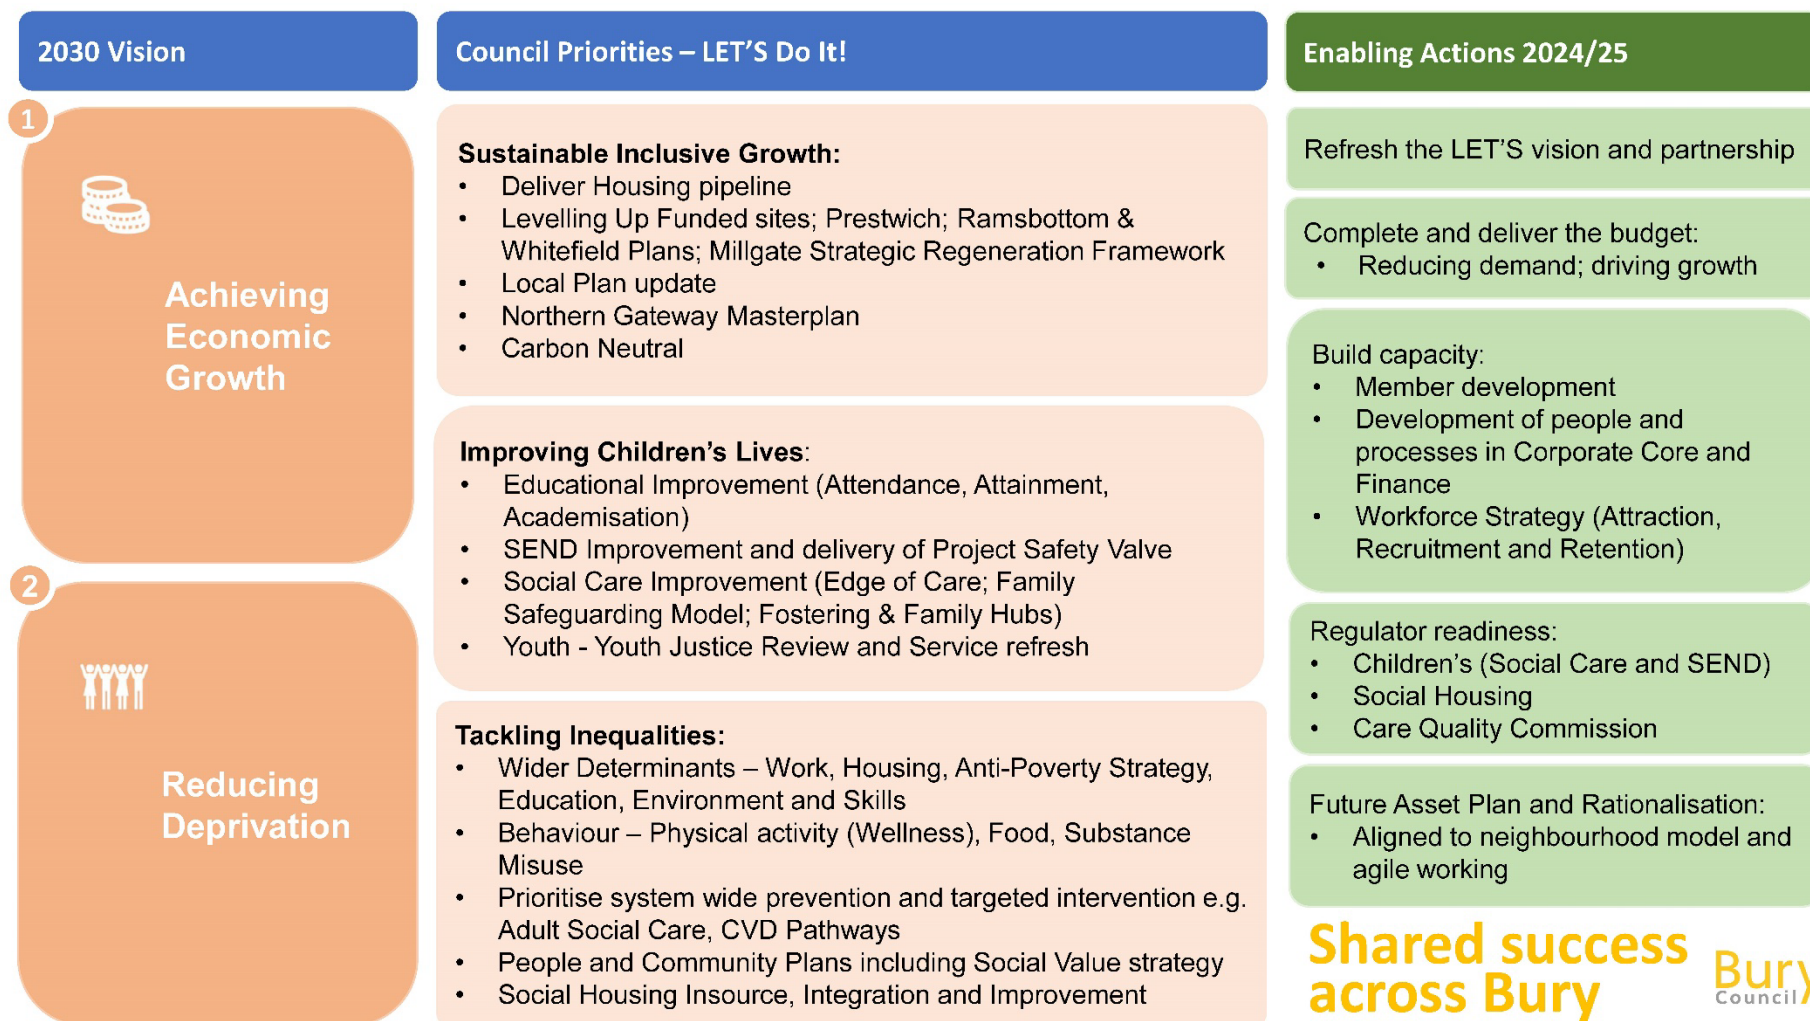 2030 Vision
1
Achieving
Economic
Growth
2
Reducing
Deprivation
Council Priorities – LET'S Do It!
Sustainable Inclusive Growth:
• Deliver Housing pipeline
• Levelling Up Funded sites; Prestwich; Ramsbottom &
Whitefield Plans; Millgate Strategic Regeneration Framework
• Local Plan update
• Northern Gateway Masterplan
• Carbon Neutral
Improving Children's Lives:
• Educational Improvement (Attendance, Attainment,
Academisation)
• SEND Improvement and delivery of Project Safety Valve
• Social Care Improvement (Edge of Care; Family
Safeguarding Model; Fostering & Family Hubs)
• Youth - Youth Justice Review and Service refresh
Tackling Inequalities:
• Wider Determinants – Work, Housing, Anti-Poverty Strategy,
Education, Environment and Skills
• Behaviour – Physical activity (Wellness), Food, Substance
Misuse
• Prioritise system wide prevention and targeted intervention e.g.
Adult Social Care, CVD Pathways
• People and Community Plans including Social Value strategy
• Social Housing Insource, Integration and Improvement
Enabling Actions 2024/25
Refresh the LET'S vision and partnership
Complete and deliver the budget:
• Reducing demand; driving growth
Build capacity:
• Member development
• Development of people and
processes in Corporate Core and
Finance
• Workforce Strategy (Attraction,
Recruitment and Retention)
Regulator readiness:
• Children's (Social Care and SEND)
• Social Housing
• Care Quality Commission
Future Asset Plan and Rationalisation:
• Aligned to neighbourhood model and
agile working
Shared success
across Bury
Bury
Council